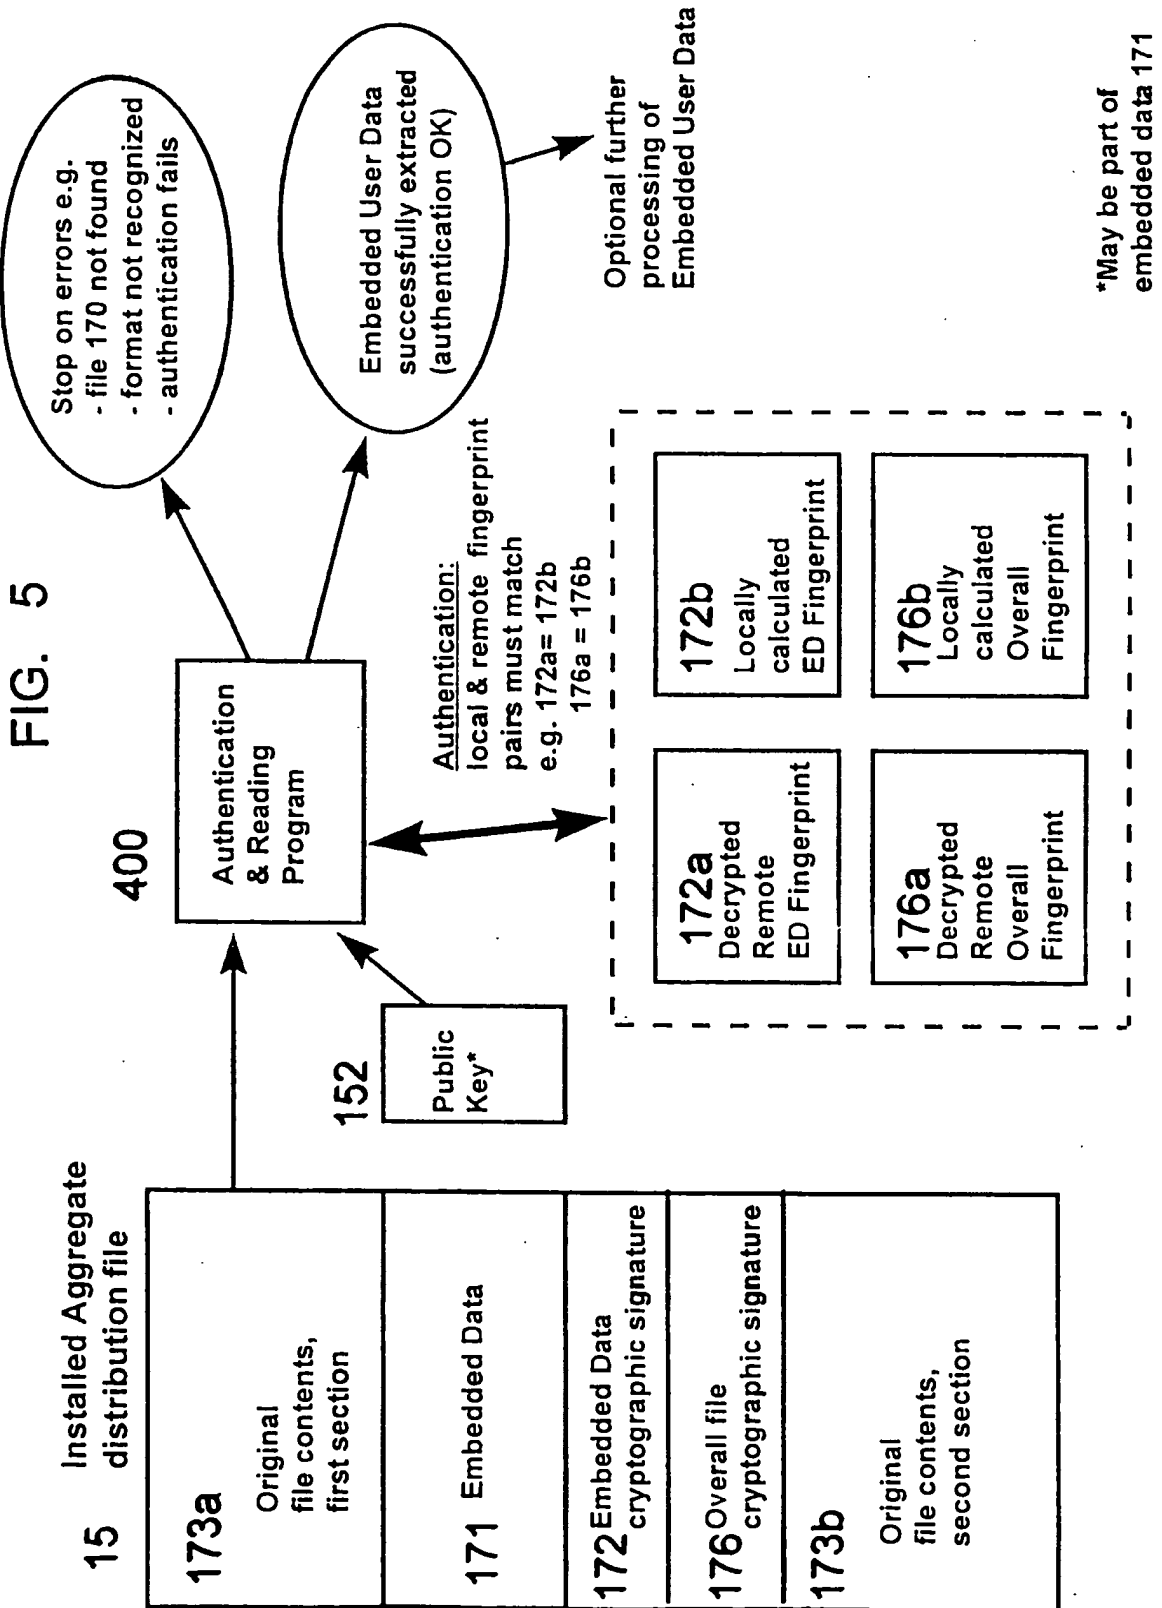 FIG. 5
15
Installed Aggregate
distribution file
173a
Original
file contents,
first section
171 Embedded Data
172 Embedded Data
cryptographic signature
176 Overall file
cryptographic signature
173b
Original
file contents,
second section
152
Public
Key*
400
Authentication
& Reading
Program
Stop on errors e.g.
- file 170 not found
- format not recognized
- authentication fails
Embedded User Data
successfully extracted
(authentication OK)
Optional further
processing of
Embedded User Data
Authentication:
local & remote fingerprint
pairs must match
e.g. 172a= 172b
176a = 176b
172a
Decrypted
Remote
ED Fingerprint
172b
Locally
calculated
ED Fingerprint
176a
Decrypted
Remote
Overall
Fingerprint
176b
Locally
calculated
Overall
Fingerprint
*May be part of
embedded data 171